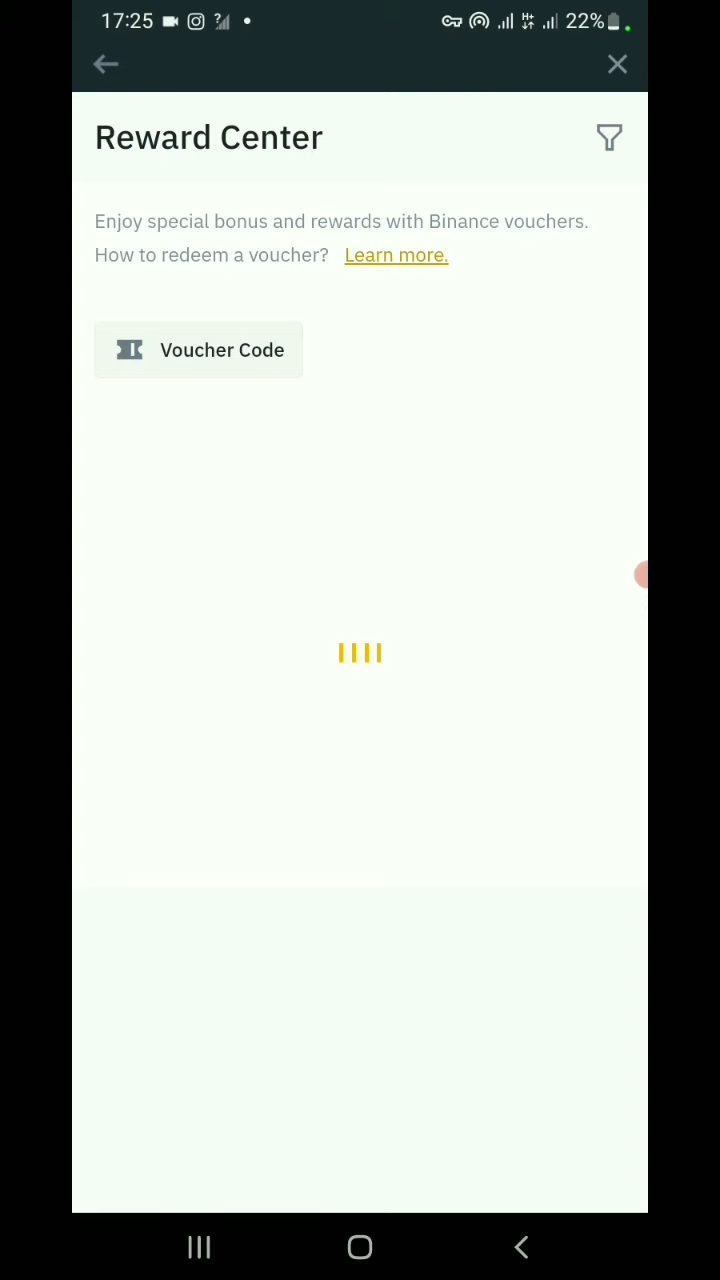 17:25
22%
Reward Center
Enjoy special bonus and rewards with Binance vouchers.
How to redeem a voucher? Learn more.
Voucher Code